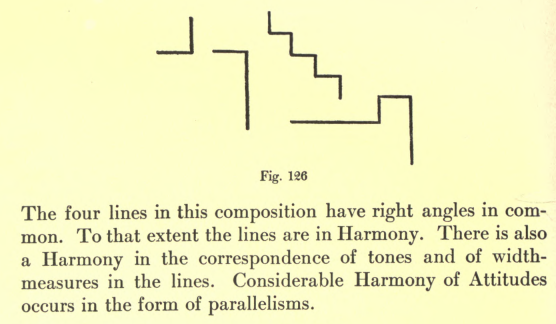 Fig. 126
The four lines in this composition have right angles in com-
mon. To that extent the lines are in Harmony. There is also
a Harmony in the correspondence of tones and of width-
measures in the lines. Considerable Harmony of Attitudes
occurs in the form of parallelisms.